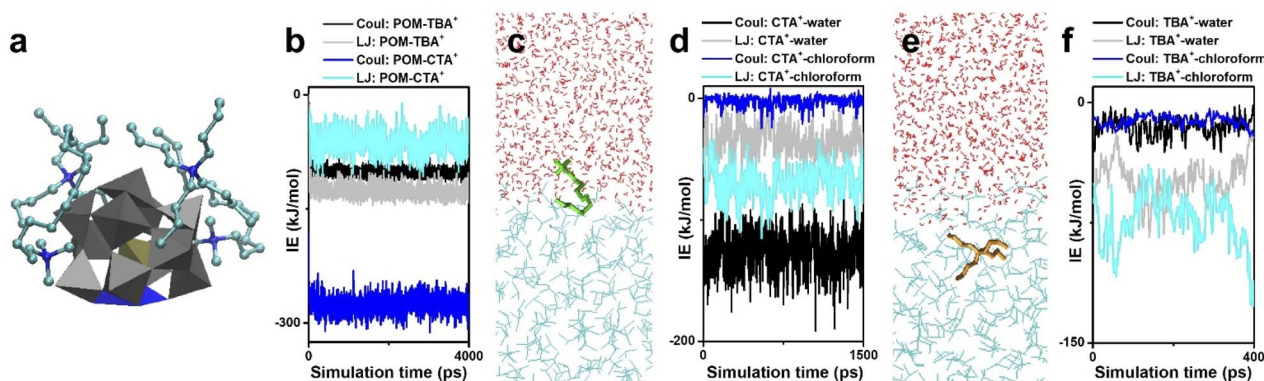 a
b
Coul: POM-TBA⁺
LJ: POM-TBA⁺
Coul: POM-CTA⁺
LJ: POM-CTA⁺
0
IE (kJ/mol)
-300
0
4000
Simulation time (ps)
c
d
Coul: CTA⁺-water
LJ: CTA⁺-water
Coul: CTA⁺-chloroform
LJ: CTA⁺-chloroform
0
IE (kJ/mol)
-200
0
1500
Simulation time (ps)
e
f
Coul: TBA⁺-water
LJ: TBA⁺-water
Coul: TBA⁺-chloroform
LJ: TBA⁺-chloroform
0
IE (kJ/mol)
-150
0
400
Simulation time (ps)